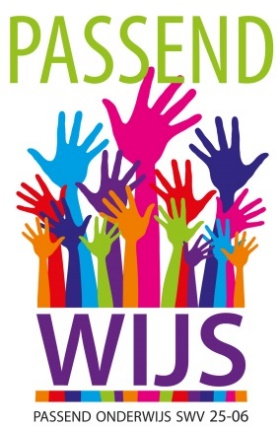 PASSEND
WIJS
PASSEND ONDERWIJS SWV 25-06